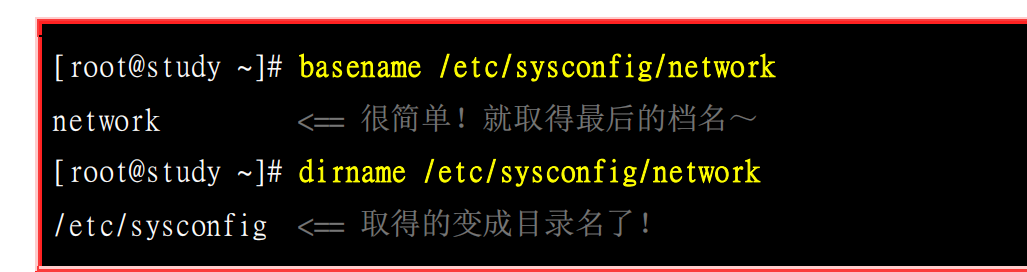 [root@study ~]# basename /etc/sysconfig/network
network <== 很简单！就取得最后的档名～
[root@study ~]# dirname /etc/sysconfig/network
/etc/sysconfig <== 取得的变成目录名了！